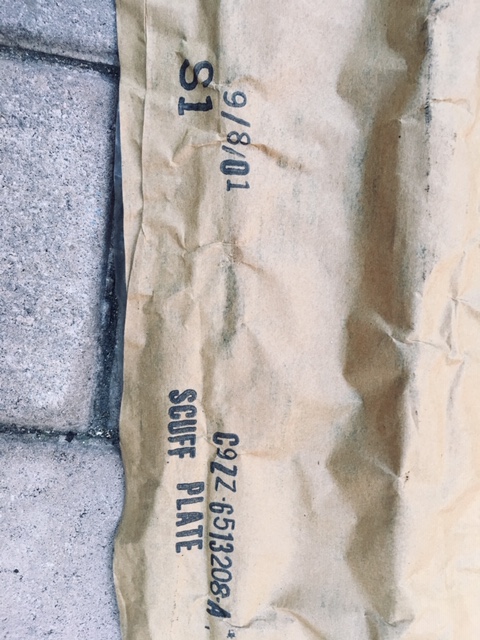 9/8/01
S1
C9ZZ-6513208-A
SCUFF PLATE